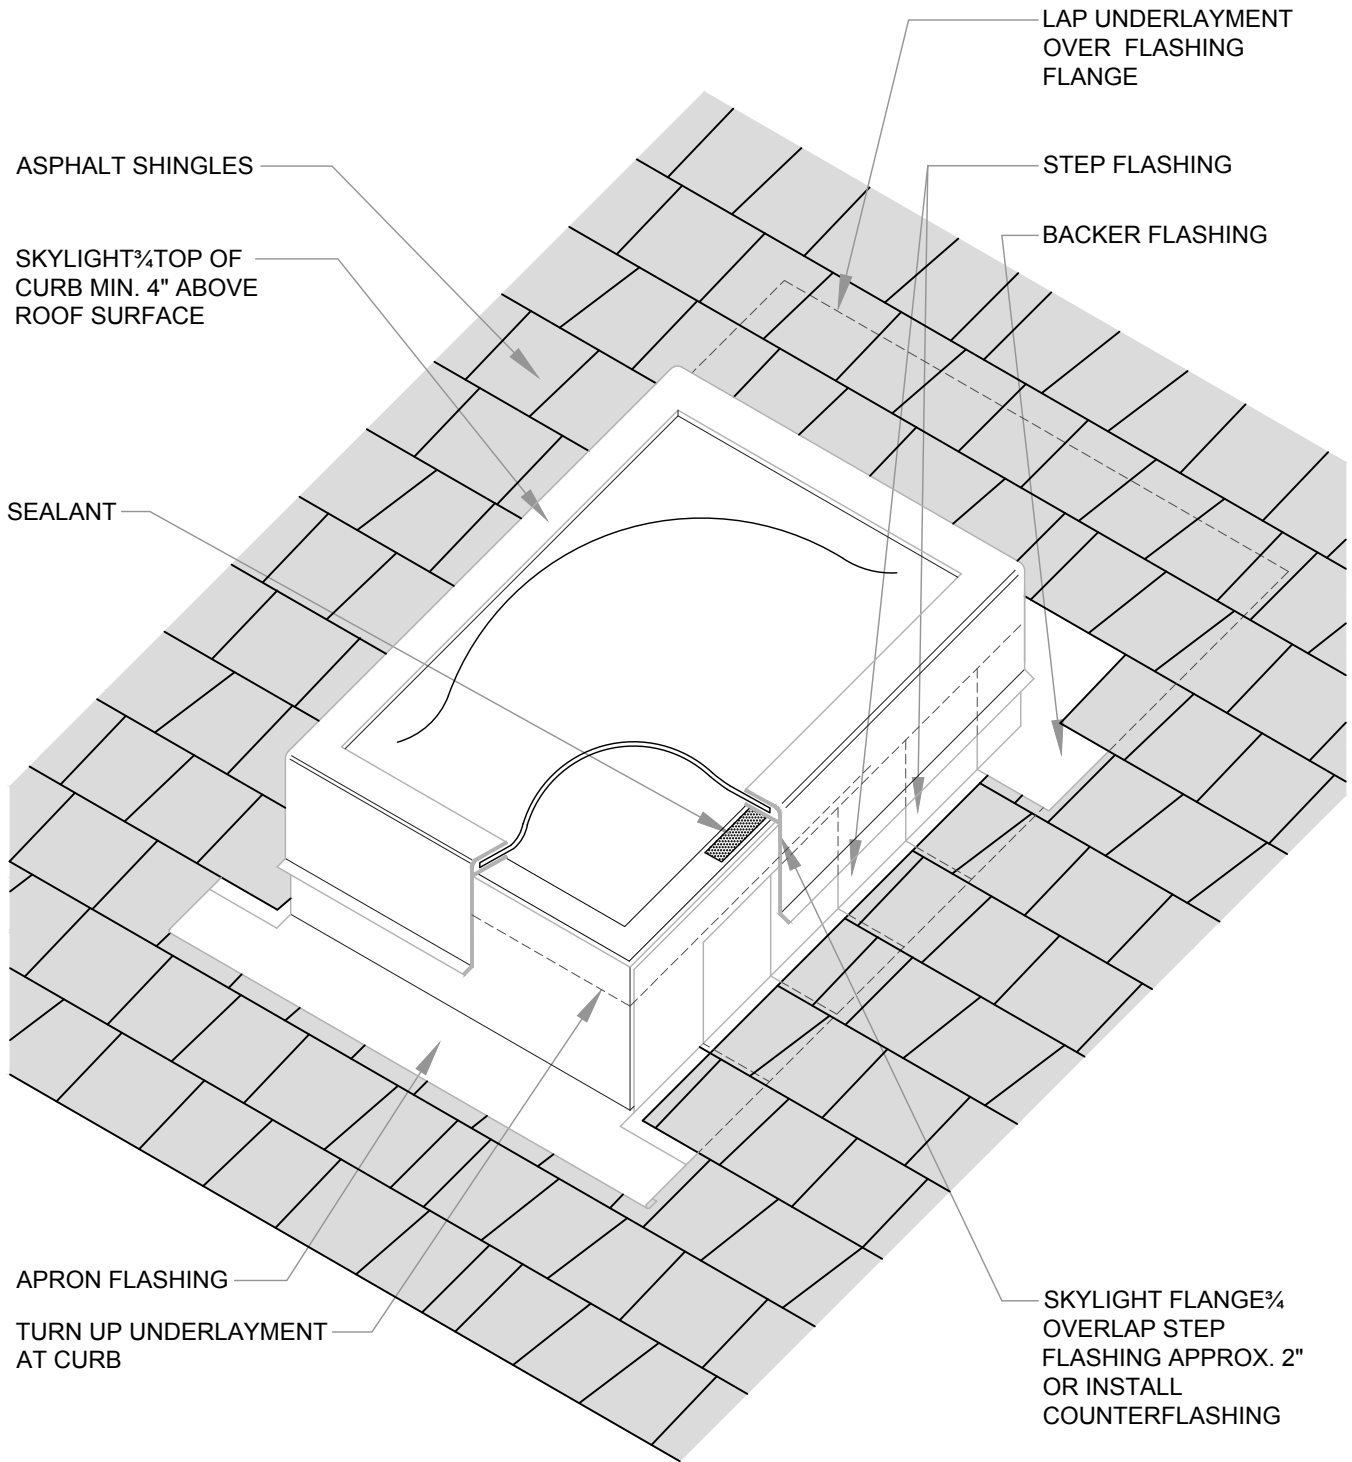 LAP UNDERLAYMENT
OVER FLASHING
FLANGE
ASPHALT SHINGLES
STEP FLASHING
BACKER FLASHING
SKYLIGHT¾TOP OF
CURB MIN. 4" ABOVE
ROOF SURFACE
SEALANT
APRON FLASHING
TURN UP UNDERLAYMENT
AT CURB
SKYLIGHT FLANGE¾
OVERLAP STEP
FLASHING APPROX. 2"
OR INSTALL
COUNTERFLASHING